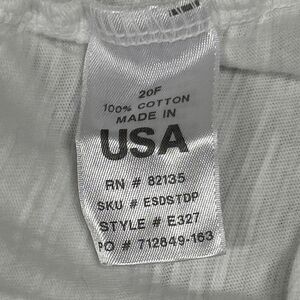 20F
100% COTTON
MADE IN
USA
RN # 82135
SKU # ESDSTDP
STYLE # E327
PO # 712849-163